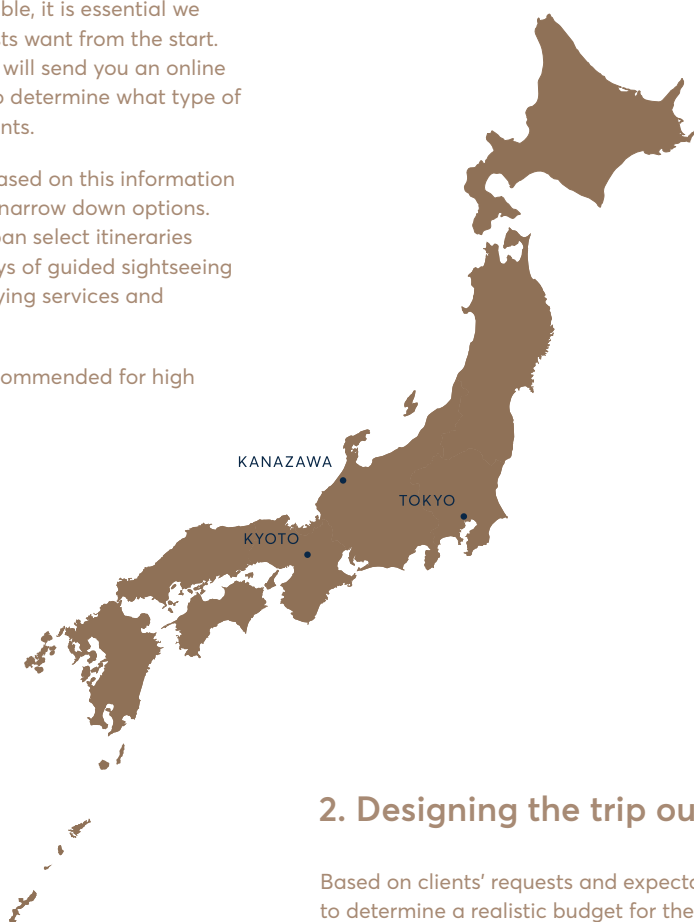 ble, it is essential we
ts want from the start.
will send you an online
determine what type of
nts.
ased on this information
narrow down options.
an select itineraries
ys of guided sightseeing
ying services and
commended for high
KANAZAWA
TOKYO
KYOTO
2. Designing the trip ou
Based on clients' requests and expecta
to determine a realistic budget for the